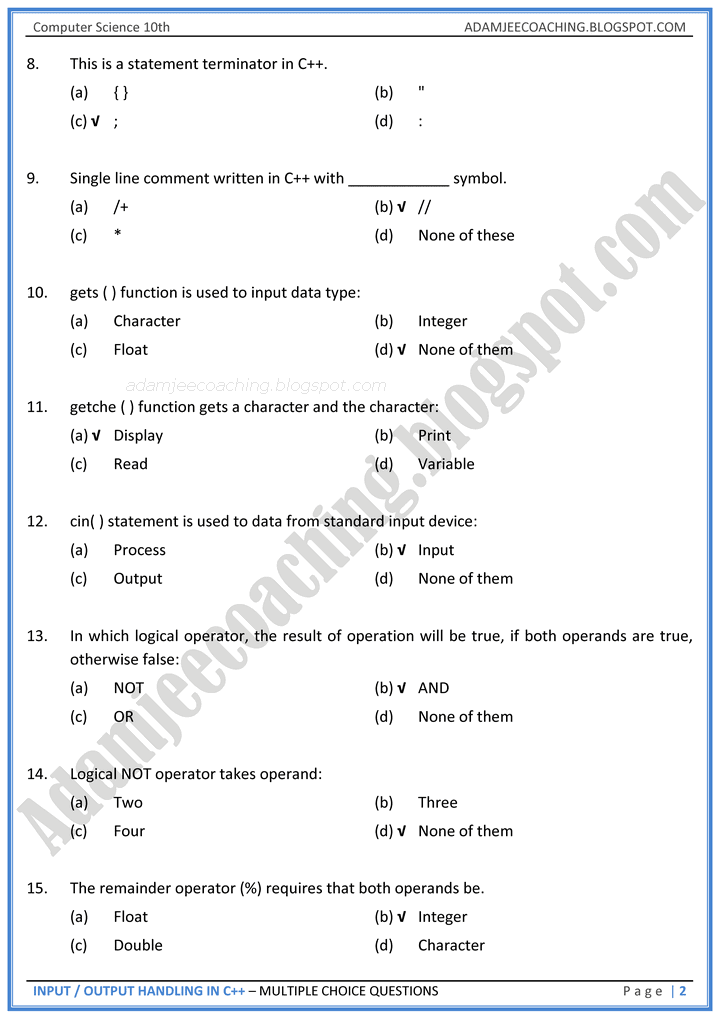 Computer Science 10th ADAMJEECOACHING.BLOGSPOT.COM
8. This is a statement terminator in C++.
(a) { } (b) "
(c) √ ; (d) :
9. Single line comment written in C++ with ____________ symbol.
(a) /+ (b) √ //
(c) * (d) None of these
10. gets ( ) function is used to input data type:
(a) Character (b) Integer
(c) Float (d) √ None of them
adamjeecoaching.blogspot.com
11. getche ( ) function gets a character and the character:
(a) √ Display (b) Print
(c) Read (d) Variable
12. cin( ) statement is used to data from standard input device:
(a) Process (b) √ Input
(c) Output (d) None of them
13. In which logical operator, the result of operation will be true, if both operands are true,
otherwise false:
(a) NOT (b) √ AND
(c) OR (d) None of them
14. Logical NOT operator takes operand:
(a) Two (b) Three
(c) Four (d) √ None of them
15. The remainder operator (%) requires that both operands be.
(a) Float (b) √ Integer
(c) Double (d) Character
Adamjeecoaching.blogspot.com
INPUT / OUTPUT HANDLING IN C++ – MULTIPLE CHOICE QUESTIONS Page | 2